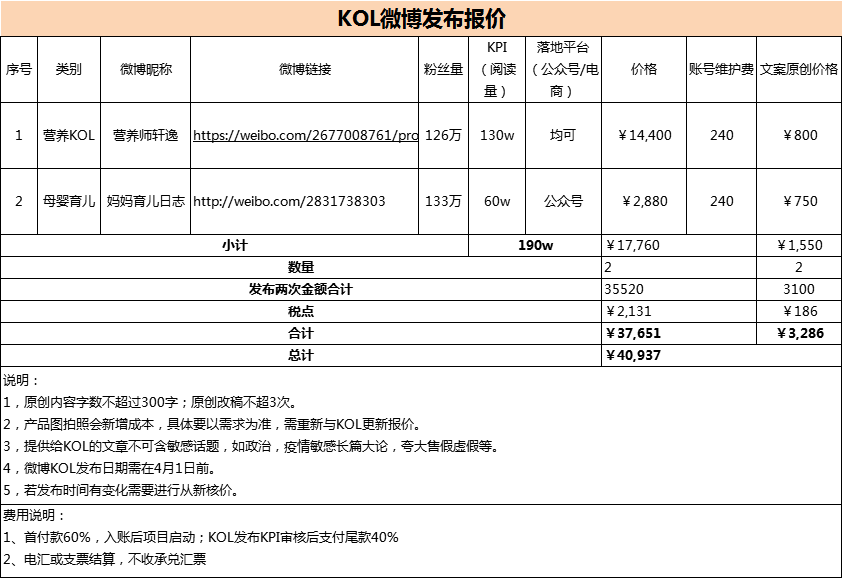 KOL微博发布报价
序号 类别 微博昵称 微博链接 粉丝量 KPI（阅读量） 落地平台（公众号/电商） 价格 账号维护费 文案原创价格
1 营养KOL 营养师轩逸 https://weibo.com/2677008761/pro 126万 130w 均可 ￥14,400 240 ￥800
2 母婴育儿 妈妈育儿日志 http://weibo.com/2831738303 133万 60w 公众号 ￥2,880 240 ￥750
小计 190w ￥17,760 ￥1,550
数量 2 2
发布两次金额合计 35520 3100
税点 ￥2,131 ￥186
合计 ￥37,651 ￥3,286
总计 ￥40,937
说明：
1，原创内容字数不超过300字；原创改稿不超3次。
2，产品图拍照会新增成本，具体要以需求为准，需重新与KOL更新报价。
3，提供给KOL的文章不可含敏感话题，如政治，疫情敏感长篇大论，夸大售假虚假等。
4，微博KOL发布日期需在4月1日前。
5，若发布时间有变化需要进行从新核价。
费用说明：
1、首付款60%，入账后项目启动；KOL发布KPI审核后支付尾款40%
2、电汇或支票结算，不收承兑汇票